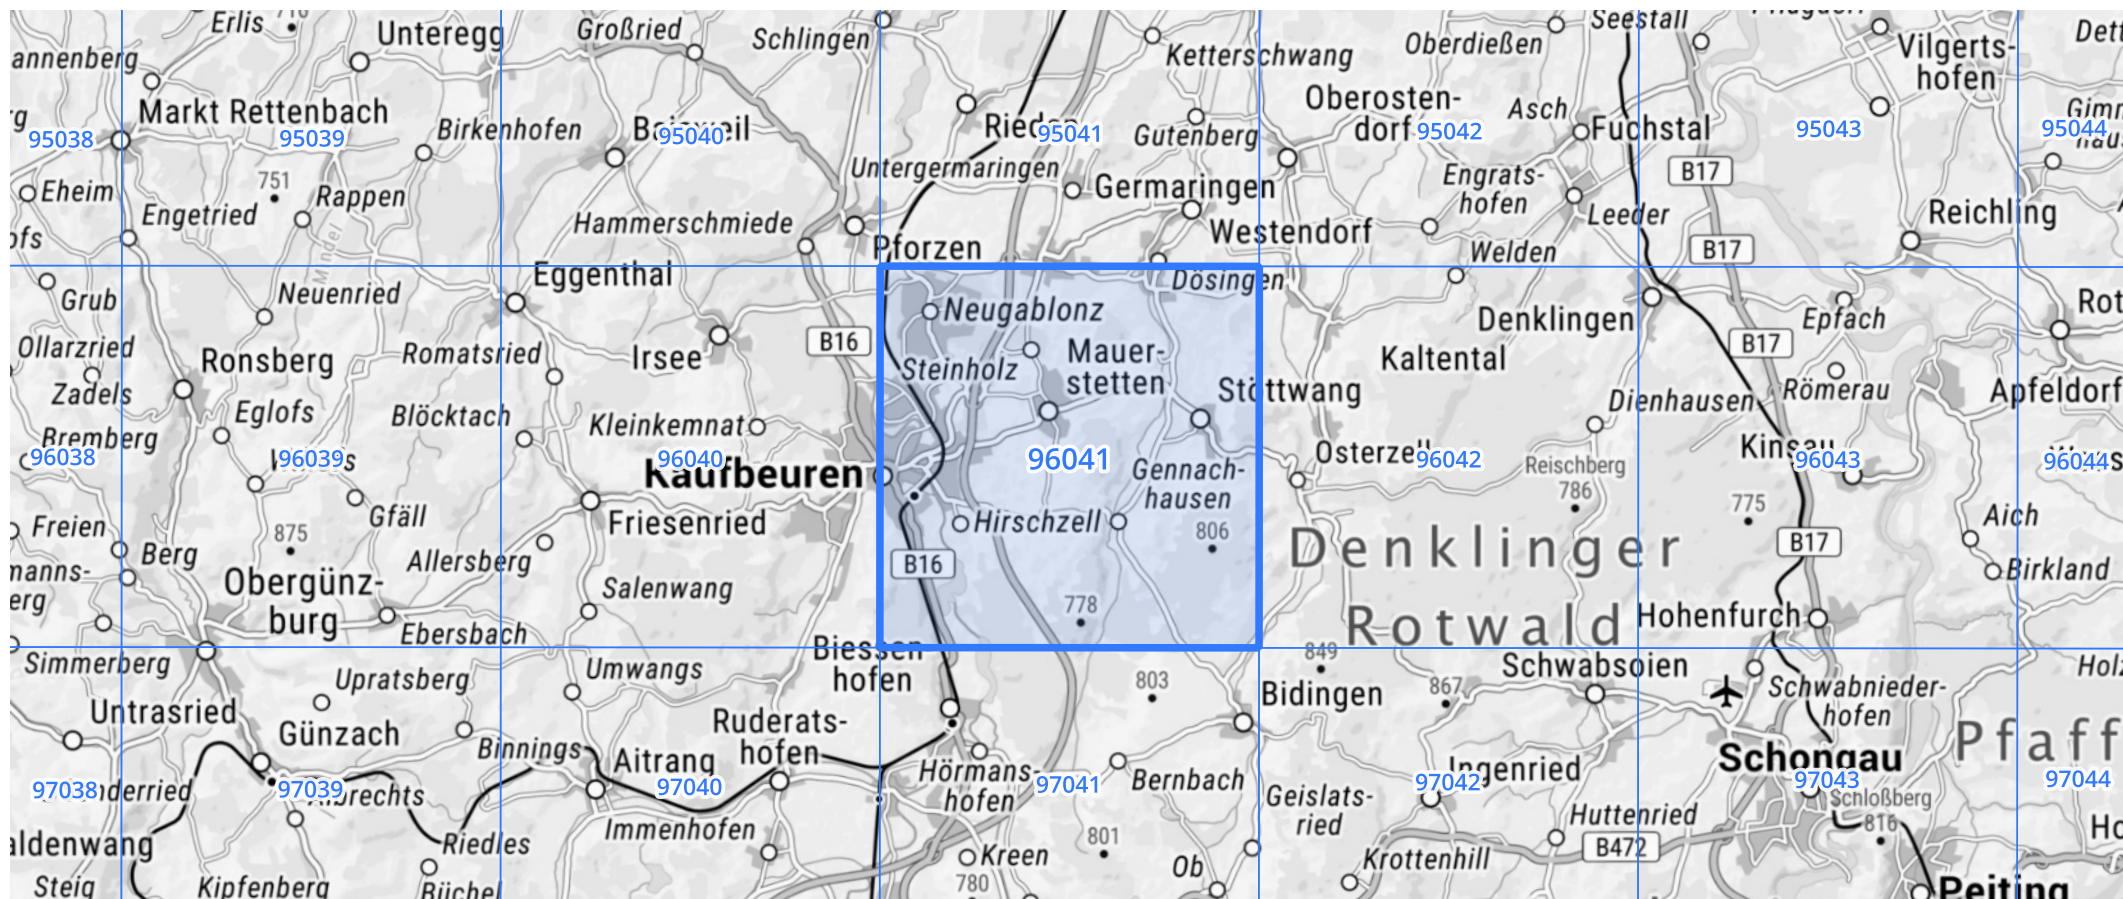 Erlis
Unteregg
Großried
Schlingen
Ketterschwang
Oberdießen
Seestall
Vilgerts-
hofen
annenberg
Markt Rettenbach
95038
95039
Birkenhofen
95040
Rieden
95041
Gutenberg
Oberosten-
dorf
95042
Asch
Fuchstal
95043
95044
B17
Eheim
751
Rappen
Engetried
Hammerschmiede
Untergermaringen
Germaringen
Westendorf
Engrats-
hofen
Leeder
Welden
Reichling
B17
Pforzen
Grub
Neuenried
Eggenthal
Dösingen
Neugablonz
Denklingen
Epfach
Rot
Ollarzried
Zadels
Ronsberg
Romatsried
Irsee
B16
Steinholz
Mauer-
stetten
Stöttwang
Kaltental
B17
Römerau
Apfeldorf
Dienhausen
Eglofs
Blöcktach
Kleinkemnat
Bremberg
96038
96039
96040
Kaufbeuren
96041
Gennach-
hausen
Osterzell
96042
Reischberg
786
Kinsau
96043
96044
775
Freien
Berg
875
Gfäll
Allersberg
Friesenried
Hirschzell
806
Denklinger
Rotwald
B17
Aich
Birkland
manns-
erg
Obergünz-
burg
Ebersbach
Salenwang
B16
778
Hohenfurch
Simmerberg
Umwangs
Biessen
hofen
849
Schwabsoien
Upratsberg
803
Bidingen
867
Schwabnieder-
hofen
Untrasried
Günzach
Binnings
Aitrang
Ruderats-
hofen
Schongau
Pfaff
97038
97039
97040
Hörmans-
hofen
97041
Bernbach
97042
Ingenried
97043
97044
Albrechts
Schloßberg
816
Geislats-
ried
Huttenried
aldenwang
Riedles
Immenhofen
801
Kreen
780
Ob
Krottenhill
B472
Steig
Kipfenberg
Büchel
Peiting